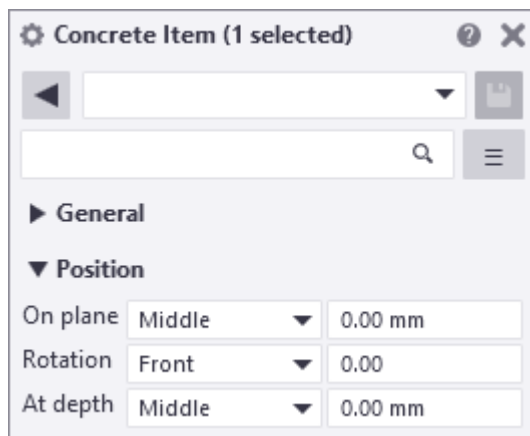 Concrete Item (1 selected)
General
Position
On plane Middle 0.00 mm
Rotation Front 0.00
At depth Middle 0.00 mm